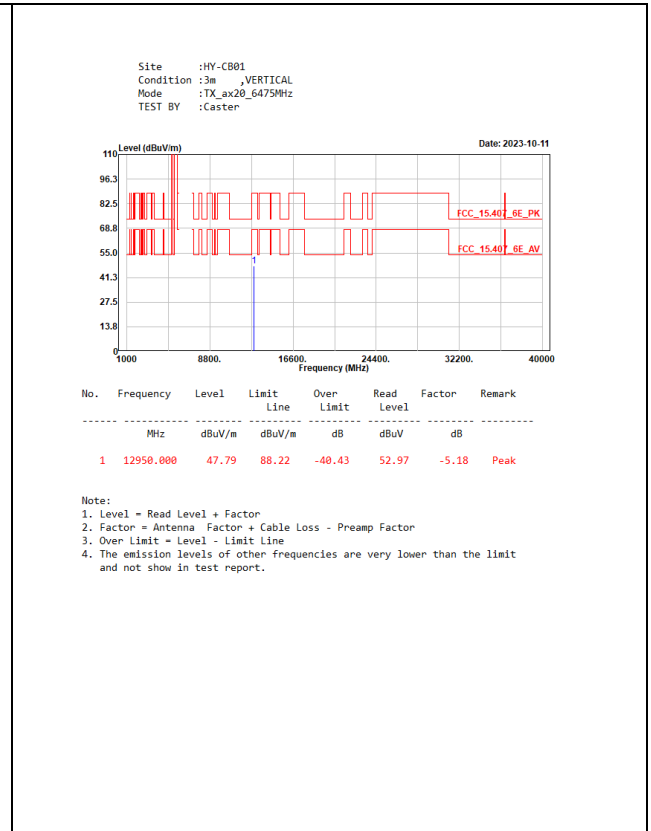 Site :HY-CB01
Condition :3m ,VERTICAL
Mode :TX_ax20_6475MHz
TEST BY :Caster
Level (dBuV/m) Date: 2023-10-11
110
96.3
82.5
FCC_15.407_6E_PK
68.8
FCC_15.407_6E_AV
55.0
1
41.3
27.5
13.8
0
1000 8800. 16600. 24400. 32200. 40000
Frequency (MHz)
No. Frequency Level Limit Over Read Factor Remark
Line Limit Level
------ ----------- -------- -------- --------- --------- -------- ---------
MHz dBuV/m dBuV/m dB dBuV dB
1 12950.000 47.79 88.22 -40.43 52.97 -5.18 Peak
Note:
1. Level = Read Level + Factor
2. Factor = Antenna Factor + Cable Loss - Preamp Factor
3. Over Limit = Level - Limit Line
4. The emission levels of other frequencies are very lower than the limit
and not show in test report.